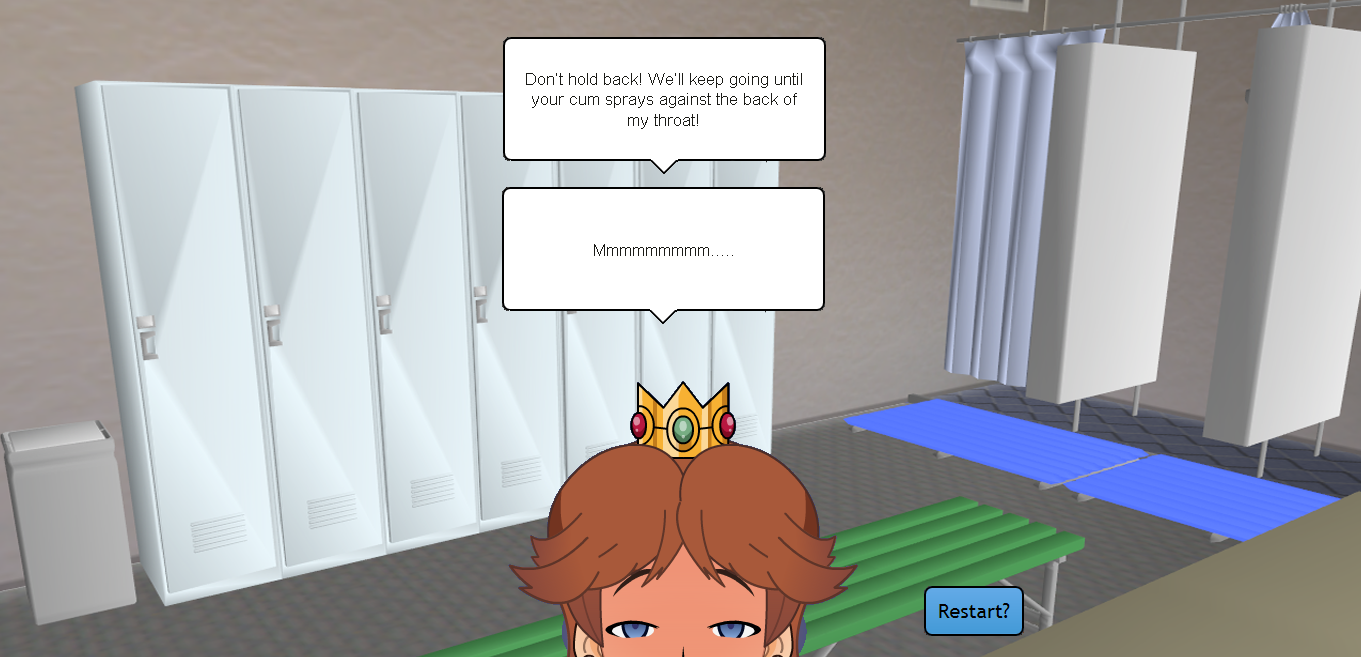 Don't hold back! We'll keep going until
your cum sprays against the back of
my throat!
Mmmmmmmmm.....
Restart?